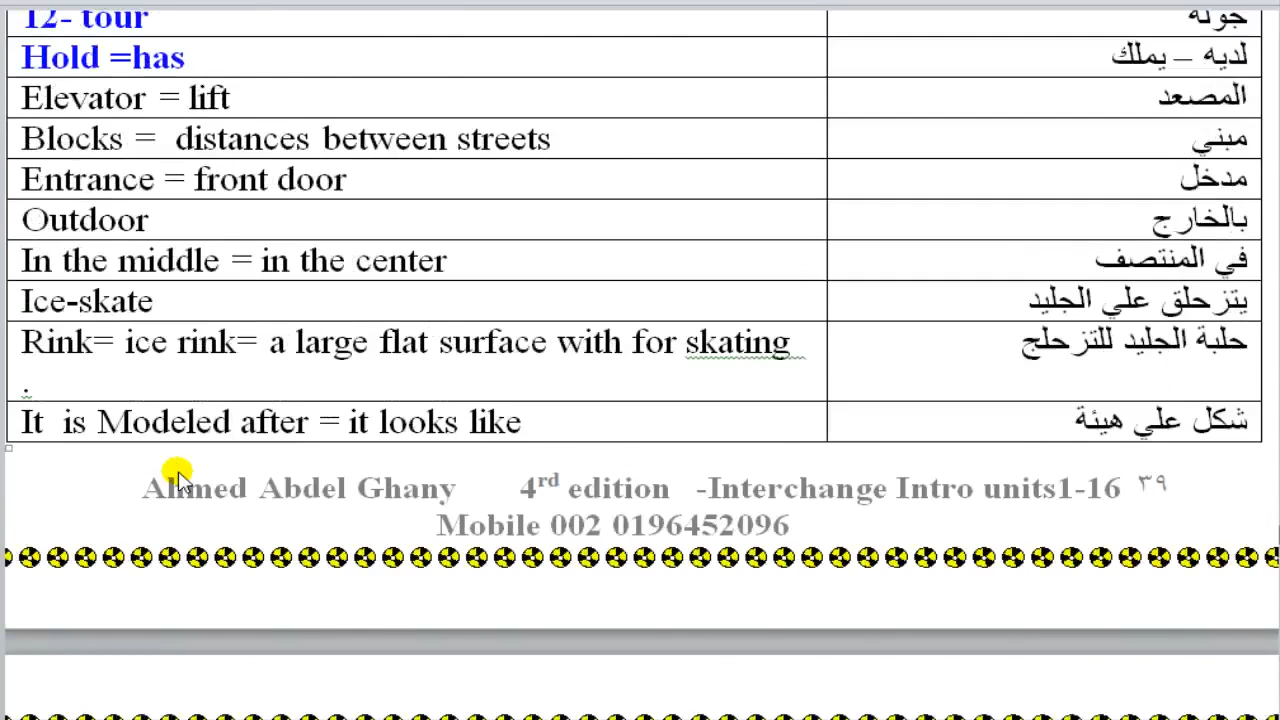 12- tour جولة
Hold =has لديه – يملك
Elevator = lift المصعد
Blocks = distances between streets مبني
Entrance = front door مدخل
Outdoor بالخارج
In the middle = in the center في المنتصف
Ice-skate يتزحلق علي الجليد
Rink= ice rink= a large flat surface with for skating حلبة الجليد للتزحلج
.
It is Modeled after = it looks like شكل علي هيئة
Ahmed Abdel Ghany 4rd edition -Interchange Intro units1-16 ٣٩
Mobile 002 0196452096